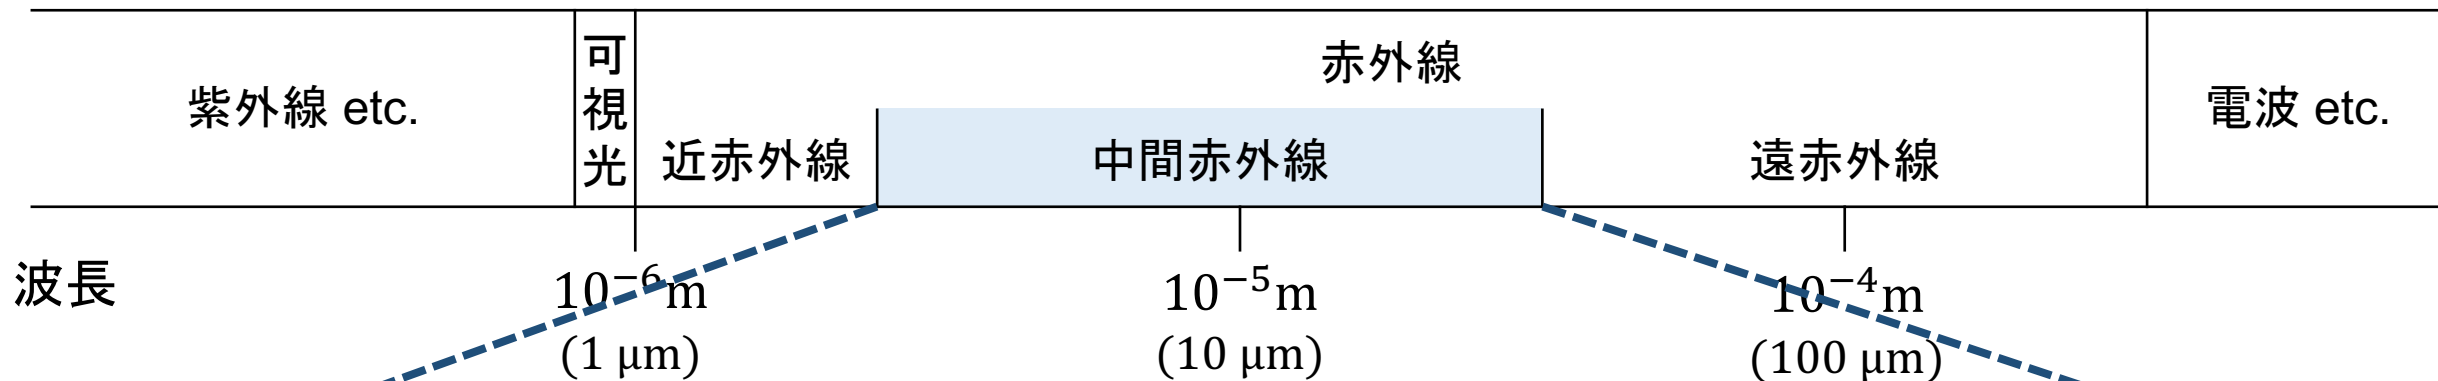 赤外線
紫外線 etc.
可視光
近赤外線
中間赤外線
遠赤外線
電波 etc.
波長
10⁻⁶m
(1 μm)
10⁻⁵m
(10 μm)
10⁻⁴m
(100 μm)